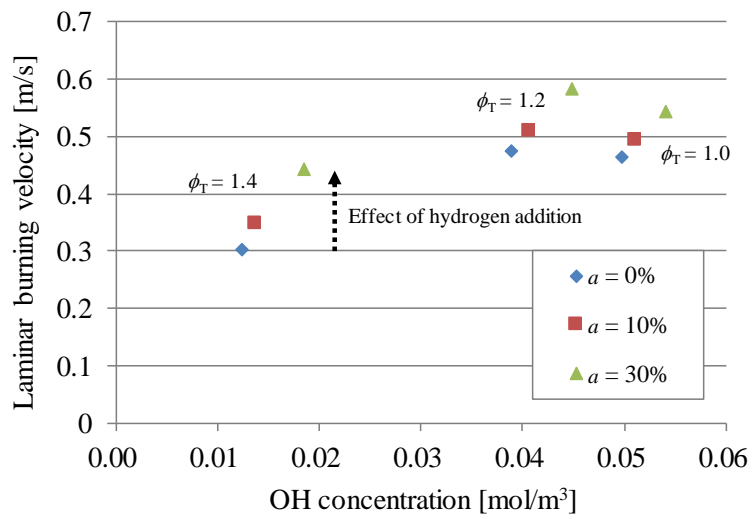 Laminar burning velocity [m/s]
0.7
0.6
0.5
0.4
0.3
0.2
0.1
0
ϕT = 1.2
ϕT = 1.0
ϕT = 1.4
Effect of hydrogen addition
a = 0%
a = 10%
a = 30%
0.00 0.01 0.02 0.03 0.04 0.05 0.06
OH concentration [mol/m³]